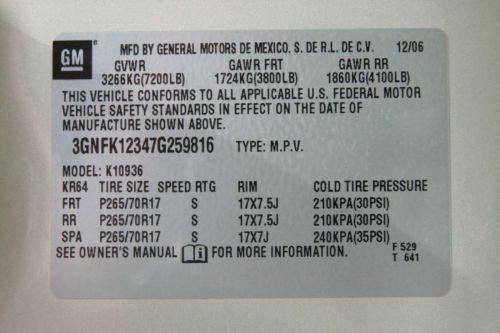 GM
MFD BY GENERAL MOTORS DE MEXICO, S. DE R.L. DE C.V. 12/06
GVWR GAWR FRT GAWR RR
3266KG(7200LB) 1724KG(3800LB) 1860KG(4100LB)
THIS VEHICLE CONFORMS TO ALL APPLICABLE U.S. FEDERAL MOTOR
VEHICLE SAFETY STANDARDS IN EFFECT ON THE DATE OF
MANUFACTURE SHOWN ABOVE.
3GNFK12347G259816 TYPE: M.P.V.
MODEL: K10936
KR64 TIRE SIZE SPEED RTG RIM COLD TIRE PRESSURE
FRT P265/70R17 S 17X7.5J 210KPA(30PSI)
RR P265/70R17 S 17X7.5J 210KPA(30PSI)
SPA P265/70R17 S 17X7J 240KPA(35PSI)
SEE OWNER'S MANUAL i FOR MORE INFORMATION.
F 529
T 641